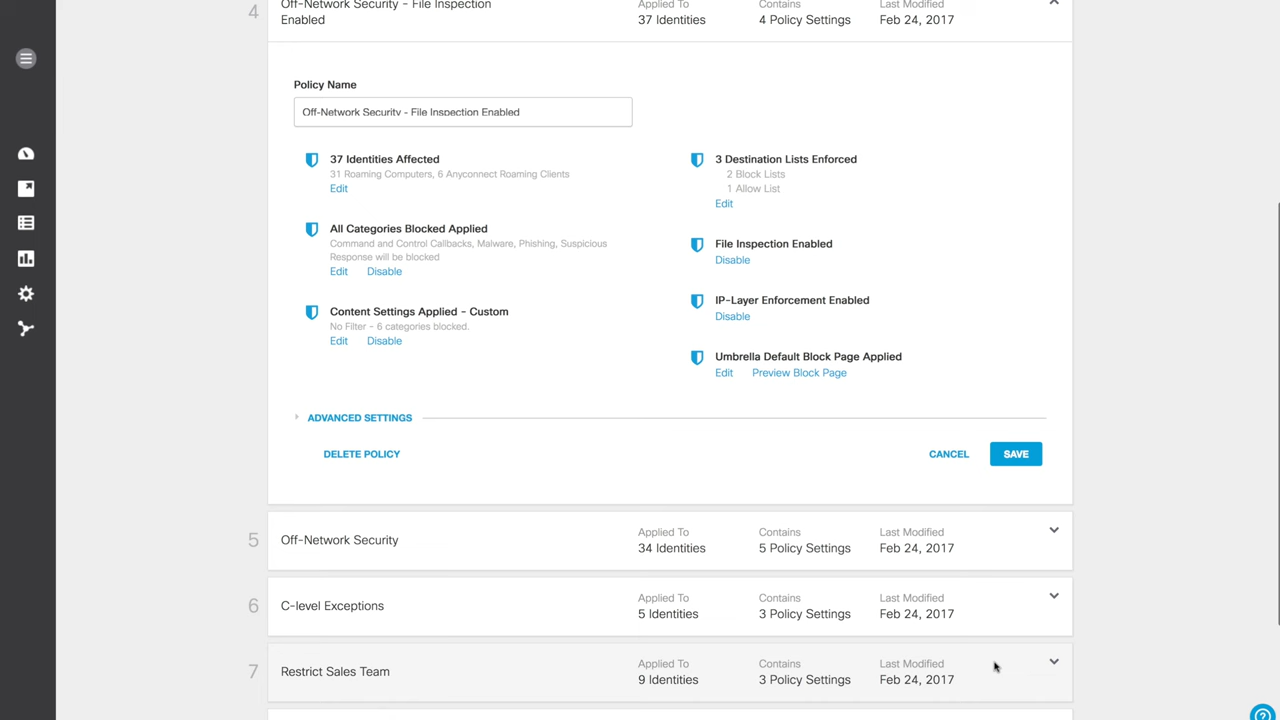 4
Off-Network Security - File Inspection
Enabled
Applied To
37 Identities
Contains
4 Policy Settings
Last Modified
Feb 24, 2017
Policy Name
Off-Network Security - File Inspection Enabled
37 Identities Affected
31 Roaming Computers, 6 Anyconnect Roaming Clients
Edit
All Categories Blocked Applied
Command and Control Callbacks, Malware, Phishing, Suspicious
Response will be blocked
Edit Disable
Content Settings Applied - Custom
No Filter - 6 categories blocked.
Edit Disable
3 Destination Lists Enforced
2 Block Lists
1 Allow List
Edit
File Inspection Enabled
Disable
IP-Layer Enforcement Enabled
Disable
Umbrella Default Block Page Applied
Edit Preview Block Page
ADVANCED SETTINGS
DELETE POLICY
CANCEL
SAVE
5
Off-Network Security
Applied To
34 Identities
Contains
5 Policy Settings
Last Modified
Feb 24, 2017
6
C-level Exceptions
Applied To
5 Identities
Contains
3 Policy Settings
Last Modified
Feb 24, 2017
7
Restrict Sales Team
Applied To
9 Identities
Contains
3 Policy Settings
Last Modified
Feb 24, 2017
?